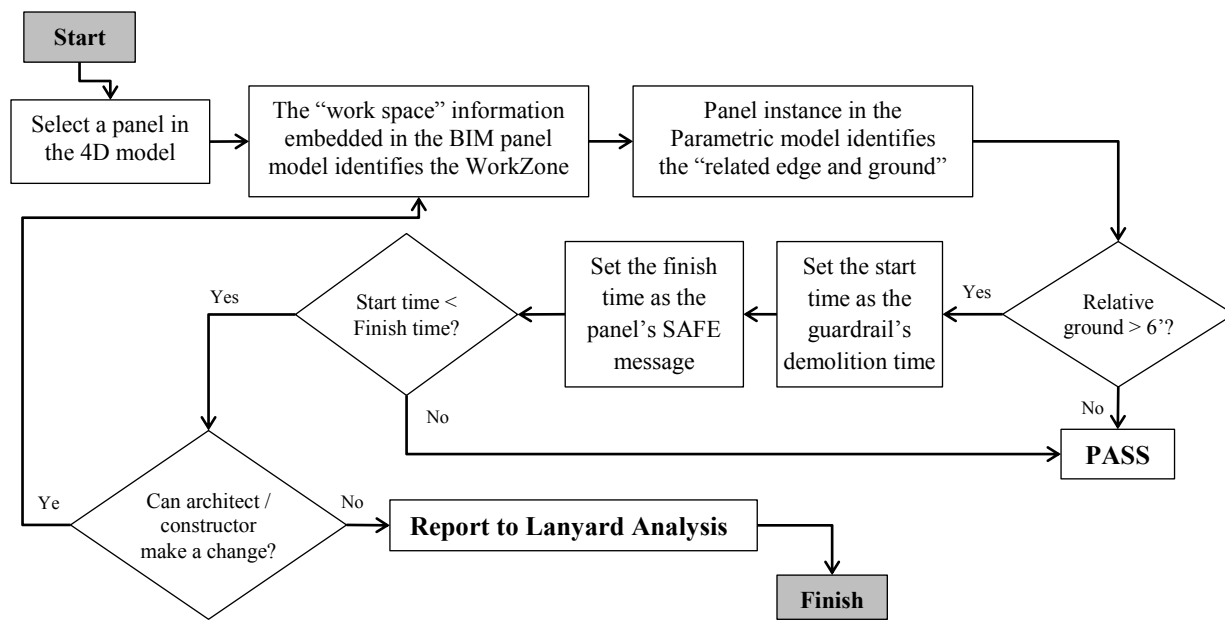 Start
Select a panel in
the 4D model
The “work space” information
embedded in the BIM panel
model identifies the WorkZone
Panel instance in the
Parametric model identifies
the “related edge and ground”
Relative
ground > 6’?
Yes
No
Set the start
time as the
guardrail’s
demolition time
Set the finish
time as the
panel’s SAFE
message
Start time <
Finish time?
Yes
No
PASS
Can architect /
constructor
make a change?
Ye
No
Report to Lanyard Analysis
Finish